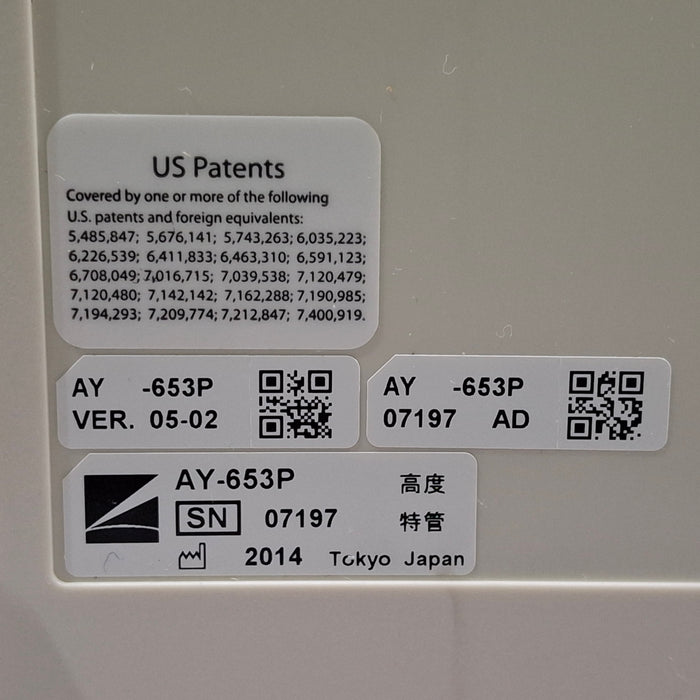 US Patents
Covered by one or more of the following
U.S. patents and foreign equivalents:
5,485,847; 5,676,141; 5,743,263; 6,035,223;
6,226,539; 6,411,833; 6,463,310; 6,591,123;
6,708,049; 7,016,715; 7,039,538; 7,120,479;
7,120,480; 7,142,142; 7,162,288; 7,190,985;
7,194,293; 7,209,774; 7,212,847; 7,400,919.
AY -653P
VER. 05-02
AY -653P
07197 AD
AY-653P 高度
SN 07197 特管
2014 Tokyo Japan